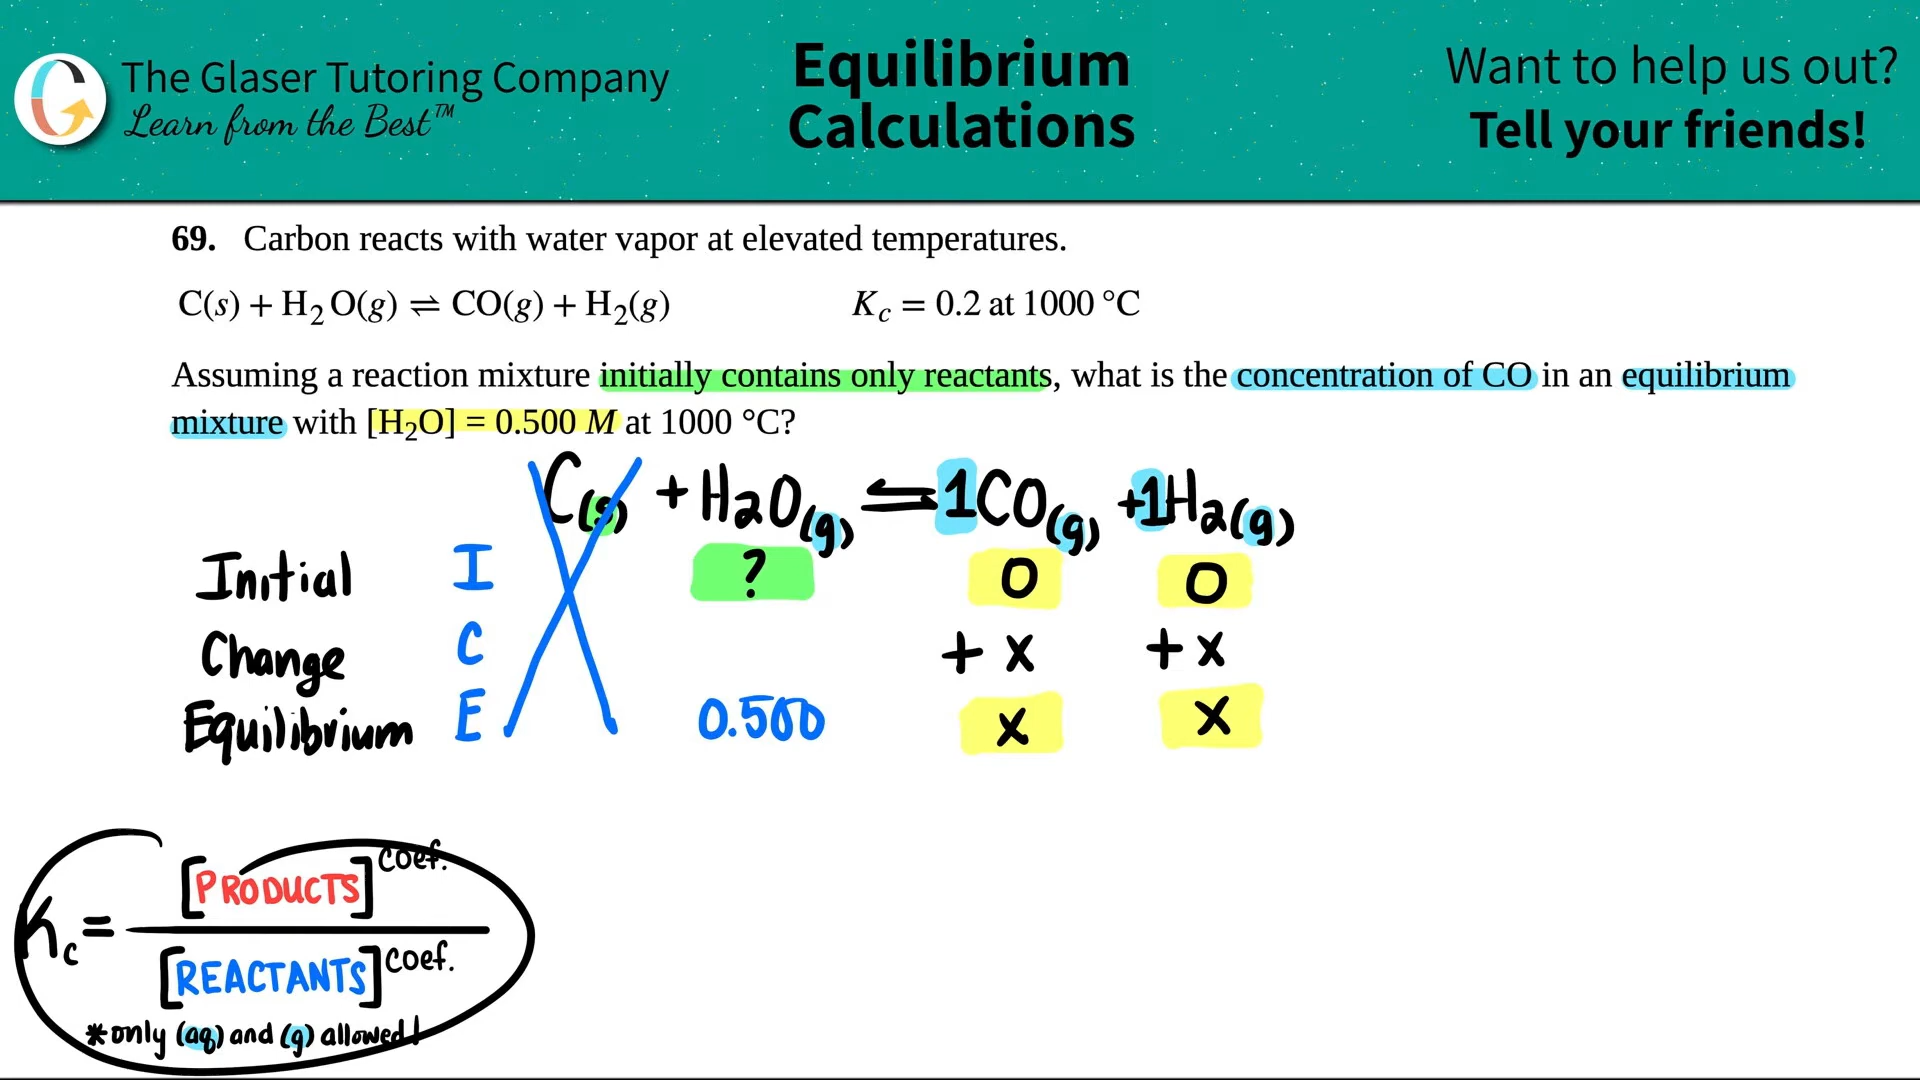 The Glaser Tutoring Company
Learn from the Best™
Equilibrium
Calculations
Want to help us out?
Tell your friends!
69. Carbon reacts with water vapor at elevated temperatures.
C(s) + H₂O(g) ⇌ CO(g) + H₂(g) K_c = 0.2 at 1000 °C
Assuming a reaction mixture initially contains only reactants, what is the concentration of CO in an equilibrium
mixture with [H₂O] = 0.500 M at 1000 °C?
C(s) + H₂O(g) ⇌ 1CO(g) + 1H₂(g)
Initial I ? 0 0
Change C + x + x
Equilibrium E 0.500 x x
K_c = [PRODUCTS]^coef.
[REACTANTS]^coef.
*only (aq) and (g) allowed!